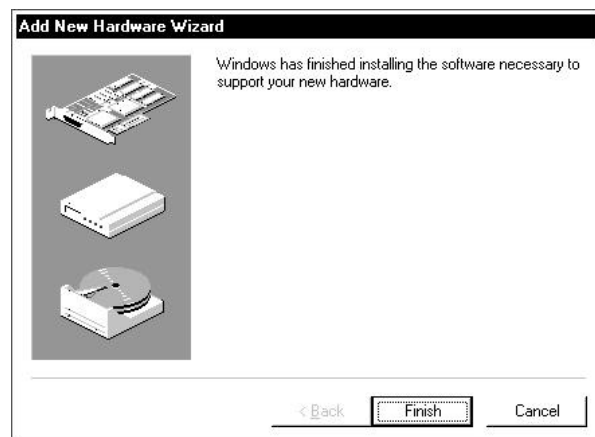 Add New Hardware Wizard
Windows has finished installing the software necessary to
support your new hardware.
< Back
Finish
Cancel